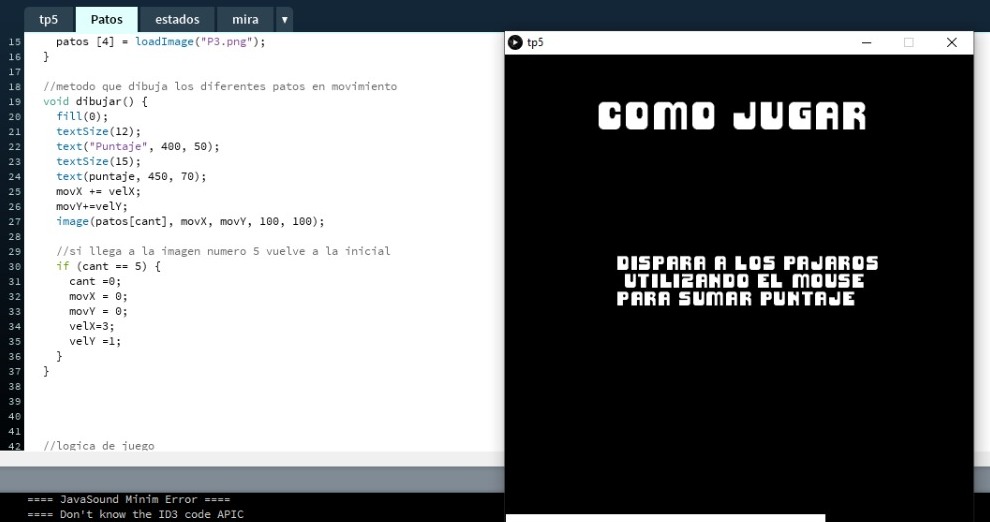 tp5 Patos estados mira ▼
15 patos [4] = loadImage("P3.png");
16 }
17
18 //metodo que dibuja los diferentes patos en movimiento
19 void dibujar() {
20 fill(0);
21 textSize(12);
22 text("Puntaje", 400, 50);
23 textSize(15);
24 text(puntaje, 450, 70);
25 movX += velX;
26 movY+=velY;
27 image(patos[cant], movX, movY, 100, 100);
28
29 //si llega a la imagen numero 5 vuelve a la inicial
30 if (cant == 5) {
31 cant =0;
32 movX = 0;
33 movY = 0;
34 velX=3;
35 velY =1;
36 }
37 }
38
39
40
41
42 //logica de juego
==== JavaSound Minim Error ====
==== Don't know the ID3 code APIC
tp5
COMO JUGAR
DISPARA A LOS PAJAROS
UTILIZANDO EL MOUSE
PARA SUMAR PUNTAJE